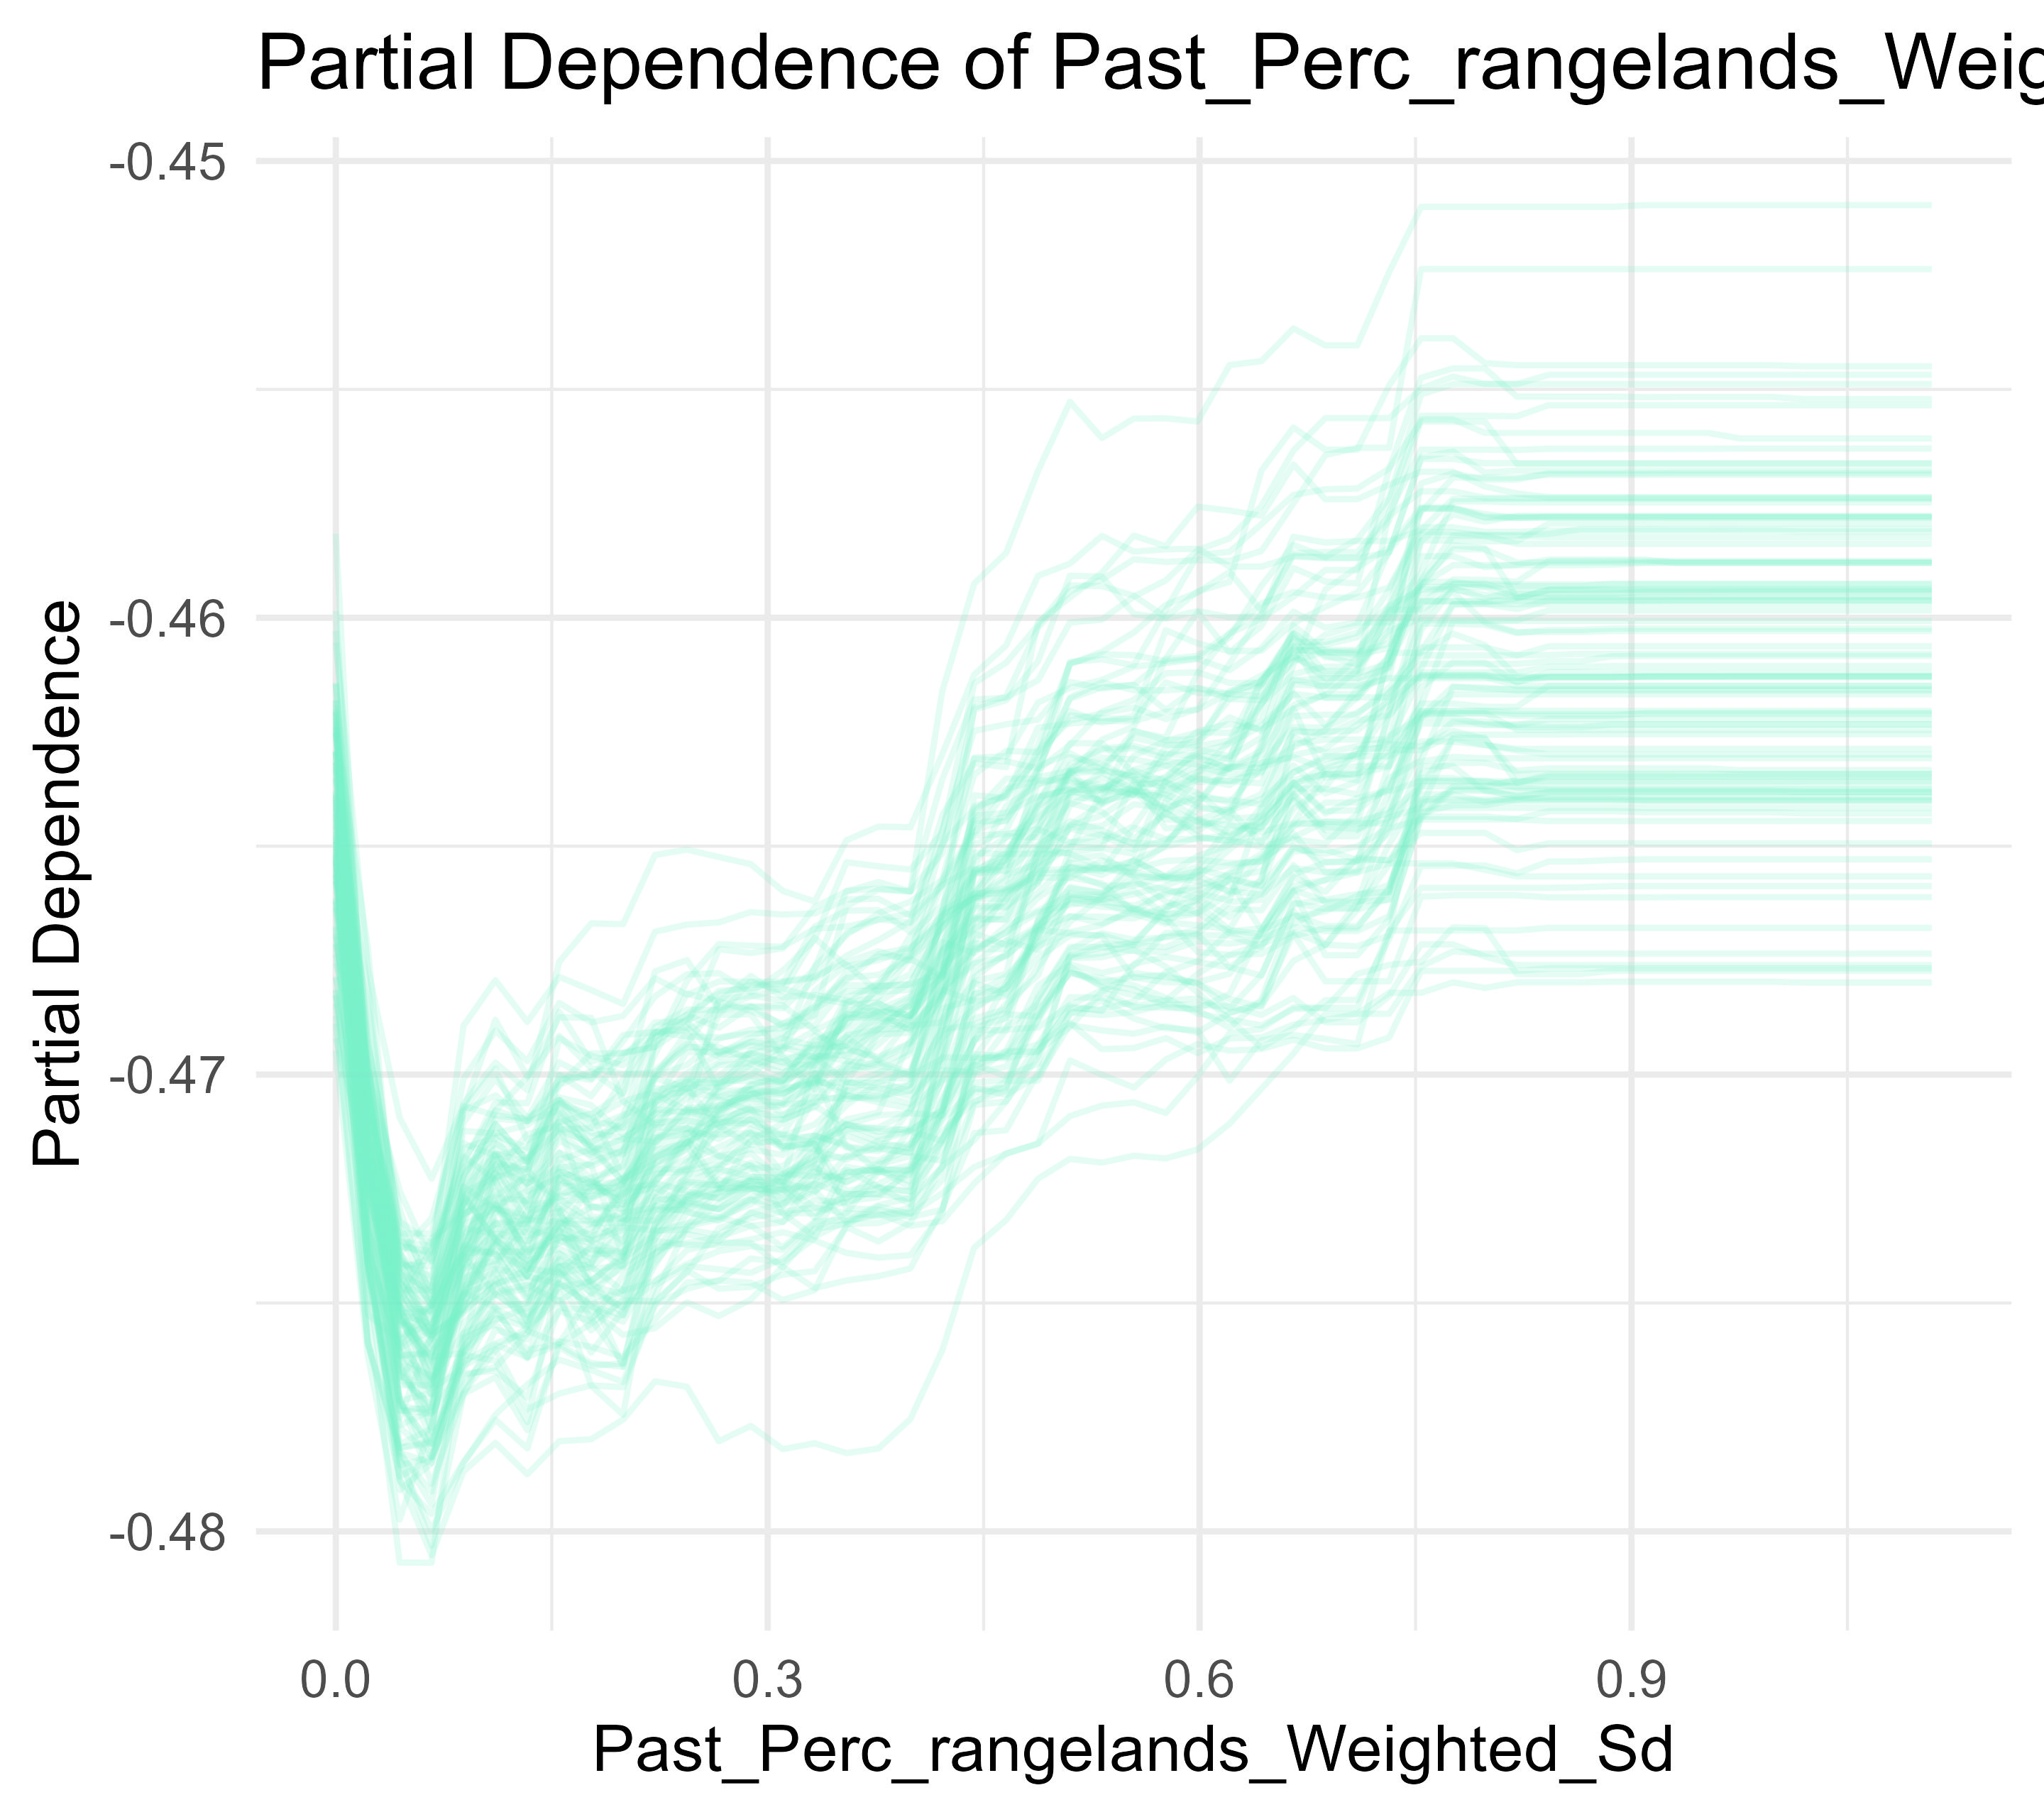 Partial Dependence of Past_Perc_rangelands_Weig
-0.45
-0.46
-0.47
-0.48
Partial Dependence
0.0 0.3 0.6 0.9
Past_Perc_rangelands_Weighted_Sd